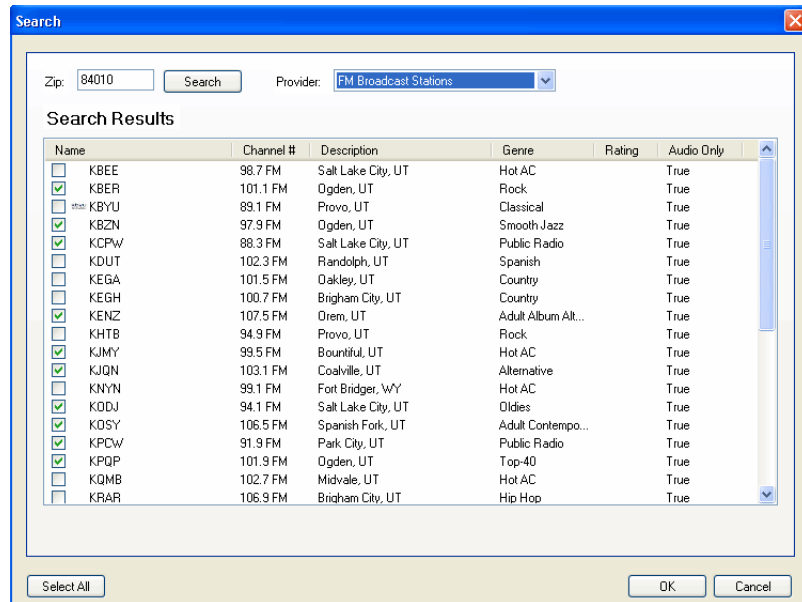 Search
Zip: 84010 Search Provider: FM Broadcast Stations
Search Results
Name Channel # Description Genre Rating Audio Only
KBEE 98.7 FM Salt Lake City, UT Hot AC True
KBER 101.1 FM Ogden, UT Rock True
KBYU 89.1 FM Provo, UT Classical True
KBZN 97.9 FM Ogden, UT Smooth Jazz True
KCPW 88.3 FM Salt Lake City, UT Public Radio True
KDUT 102.3 FM Randolph, UT Spanish True
KEGA 101.5 FM Oakley, UT Country True
KEGH 100.7 FM Brigham City, UT Country True
KENZ 107.5 FM Orem, UT Adult Album Alt... True
KHTB 94.9 FM Provo, UT Rock True
KJMY 99.5 FM Bountiful, UT Hot AC True
KJQN 103.1 FM Coalville, UT Alternative True
KNYN 99.1 FM Fort Bridger, WY Hot AC True
KODJ 94.1 FM Salt Lake City, UT Oldies True
KOSY 106.5 FM Spanish Fork, UT Adult Contempo... True
KPCW 91.9 FM Park City, UT Public Radio True
KPQP 101.9 FM Ogden, UT Top-40 True
KQMB 102.7 FM Midvale, UT Hot AC True
KRAR 106.9 FM Brigham City, UT Hip Hop True
Select All OK Cancel